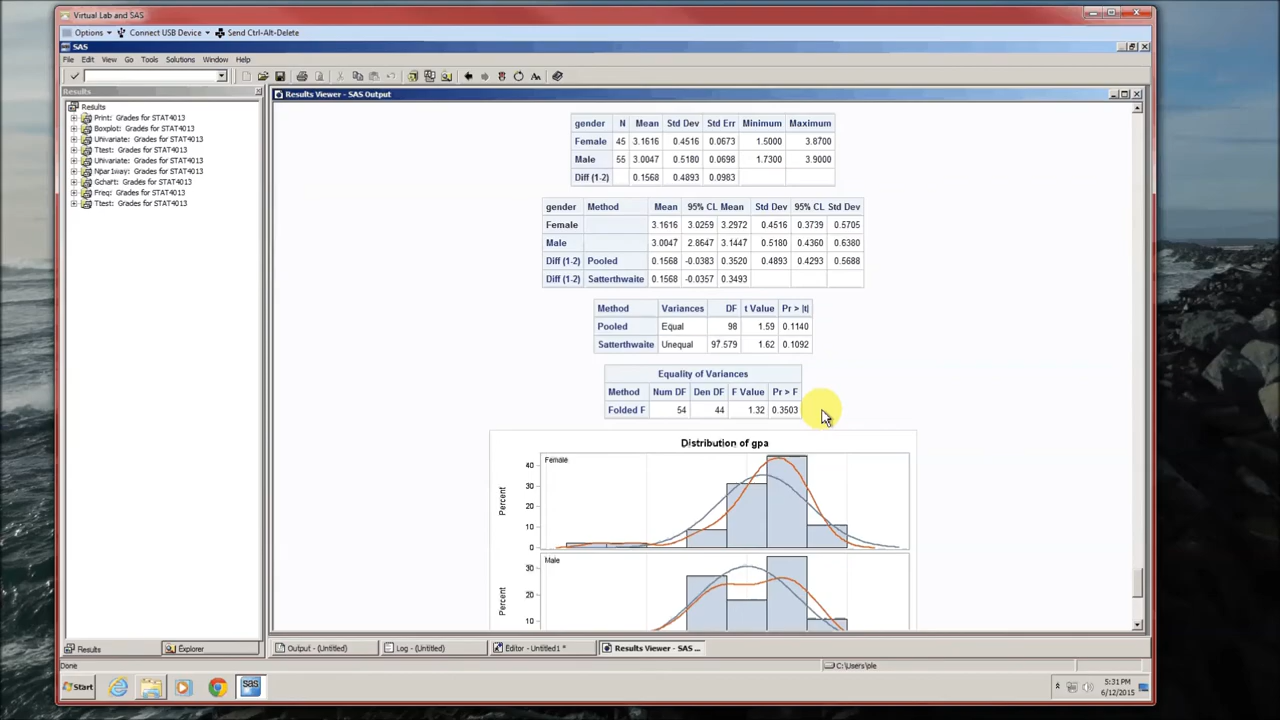 Virtual Lab and SAS
Options Connect USB Device Send Ctrl-Alt-Delete
SAS
File Edit View Go Tools Solutions Window Help
Results
Results Viewer - SAS Output
Results
Print: Grades for STAT4013
Boxplot: Grades for STAT4013
Univariate: Grades for STAT4013
Ttest: Grades for STAT4013
Univariate: Grades for STAT4013
Npar1way: Grades for STAT4013
Gchart: Grades for STAT4013
Freq: Grades for STAT4013
Ttest: Grades for STAT4013
gender N Mean Std Dev Std Err Minimum Maximum
Female 45 3.1616 0.4516 0.0673 1.5000 3.8700
Male 55 3.0047 0.5180 0.0698 1.7300 3.9000
Diff (1-2) 0.1568 0.4893 0.0983
gender Method Mean 95% CL Mean Std Dev 95% CL Std Dev
Female 3.1616 3.0259 3.2972 0.4516 0.3739 0.5705
Male 3.0047 2.8647 3.1447 0.5180 0.4360 0.6380
Diff (1-2) Pooled 0.1568 -0.0383 0.3520 0.4893 0.4293 0.5688
Diff (1-2) Satterthwaite 0.1568 -0.0357 0.3493
Method Variances DF t Value Pr > |t|
Pooled Equal 98 1.59 0.1140
Satterthwaite Unequal 97.579 1.62 0.1092
Equality of Variances
Method Num DF Den DF F Value Pr > F
Folded F 54 44 1.32 0.3503
Distribution of gpa
Female
40
30
20
10
0
Percent
Male
30
20
10
Percent
Results Explorer Output - (Untitled) Log - (Untitled) Editor - Untitled1 * Results Viewer - SAS ...
Done C:\Users\ple
Start sas 5:31 PM
6/12/2015